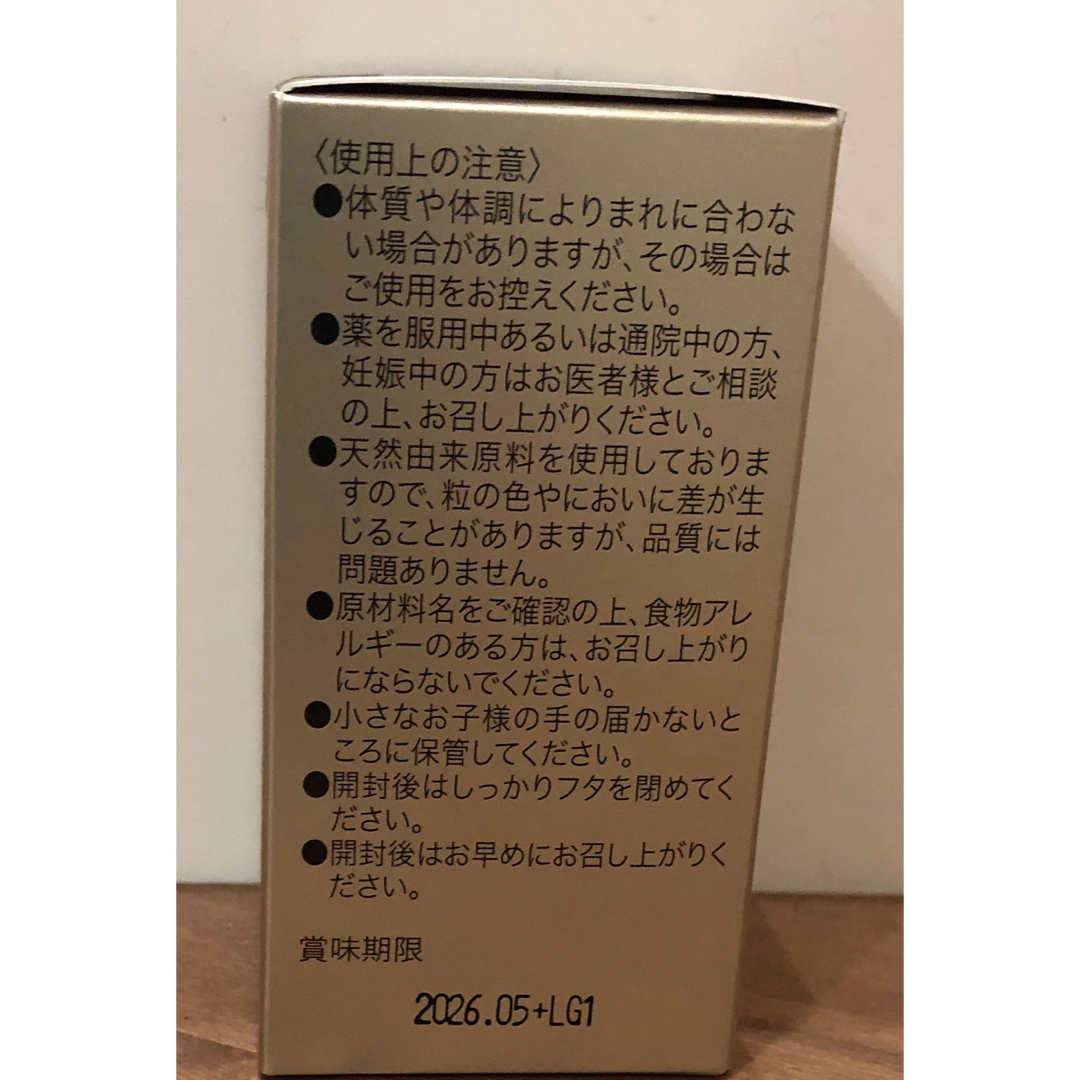 〈使用上の注意〉
●体質や体調によりまれに合わな
い場合がありますが、その場合は
ご使用をお控えください。
●薬を服用中あるいは通院中の方、
妊娠中の方はお医者様とご相談
の上、お召し上がりください。
●天然由来原料を使用しておりま
すので、粒の色やにおいに差が生
じることがありますが、品質には
問題ありません。
●原材料名をご確認の上、食物アレ
ルギーのある方は、お召し上がり
にならないでください。
●小さなお子様の手の届かないと
ころに保管してください。
●開封後はしっかりフタを閉めてく
ださい。
●開封後はお早めにお召し上がりく
ださい。
賞味期限
2026.05+LG1